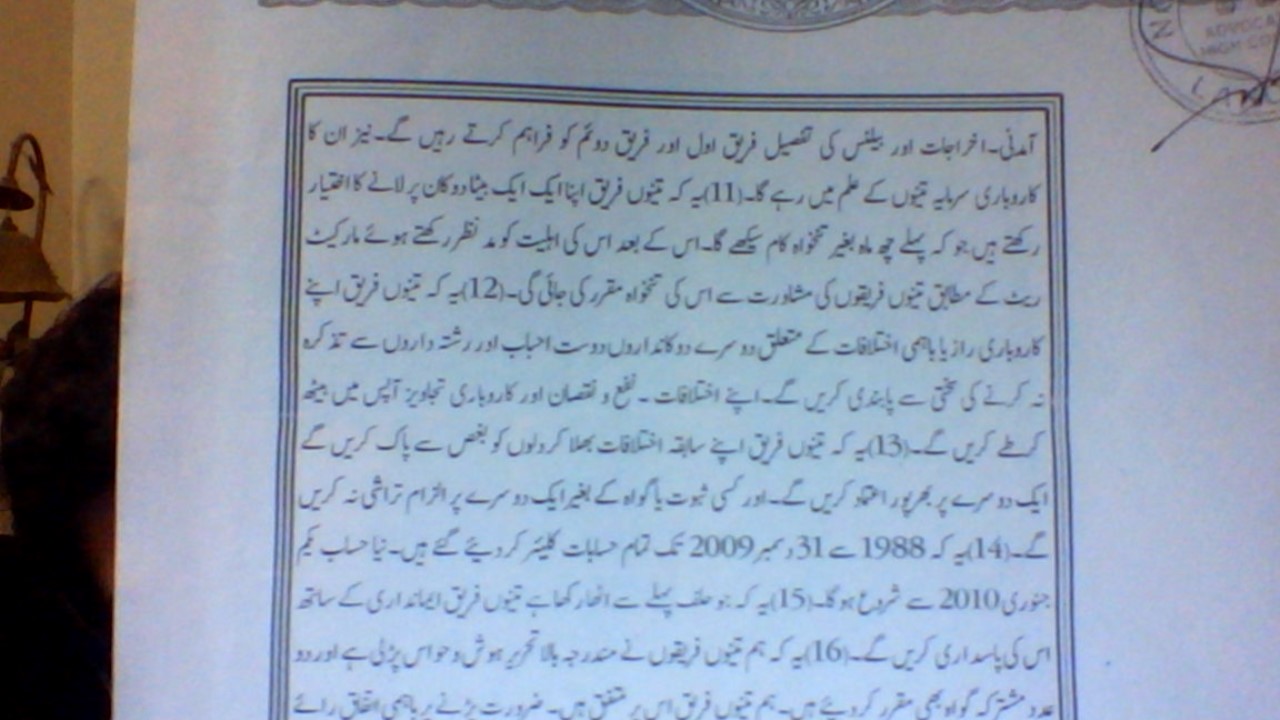 آمدنی۔اخراجات اور بیلنس کی تفصیل فریق اول اور فریق دوئم کو فراہم کرتے رہیں گے۔نیز ان کا
کاروباری سرمایہ تینوں کے علم میں رہے گا۔(11)یہ کہ تینوں فریق اپنا ایک ایک بیٹا دوکان پر لانے کا اختیار
رکھتے ہیں جو کہ پہلے چھ ماہ بغیر تنخواہ کام سیکھے گا۔اس کے بعد اس کی اہلیت کو مد نظر رکھتے ہوئے مارکیٹ
ریٹ کے مطابق تینوں فریقوں کی مشاورت سے اس کی تنخواہ مقرر کی جائی گی۔(12)یہ کہ تینوں فریق اپنے
کاروباری راز یا باہمی اختلافات کے متعلق دوسرے دوکانداروں دوست احباب اور رشتہ داروں سے تذکرہ
نہ کرنے کی سختی سے پابندی کریں گے۔اپنے اختلافات ۔ نفع و نقصان اور کاروباری تجاویز آپس میں بیٹھ
کر طے کریں گے۔(13)یہ کہ تینوں فریق اپنے سابقہ اختلافات بھلا کر دلوں کو بغص سے پاک کریں گے
ایک دوسرے پر بھرپور اعتماد کریں گے۔اور کسی ثبوت یا گواہ کے بغیر ایک دوسرے پر الزام تراشی نہ کریں
گے۔(14)یہ کہ 1988 سے 31 دسمبر 2009 تک تمام حسابات کلیئر کر دیئے گئے ہیں۔نیا حساب یکم
جنوری 2010 سے شروع ہو گا۔(15)یہ کہ جو حلف پہلے سے اٹھا رکھا ہے تینوں فریق ایمانداری کے ساتھ
اس کی پاسداری کریں گے۔(16)یہ کہ ہم تینوں فریقوں نے مندرجہ بالا تحریر ہوش و حواس پڑلی ہے اور دو
عدد مشترکہ گواہ بھی مقرر کر دیئے ہیں۔ہم تینوں فریق اس پر متفق ہیں۔ضرورت پڑنے پر باہمی اتفاق رائے
ADVOCA
HIGH CO